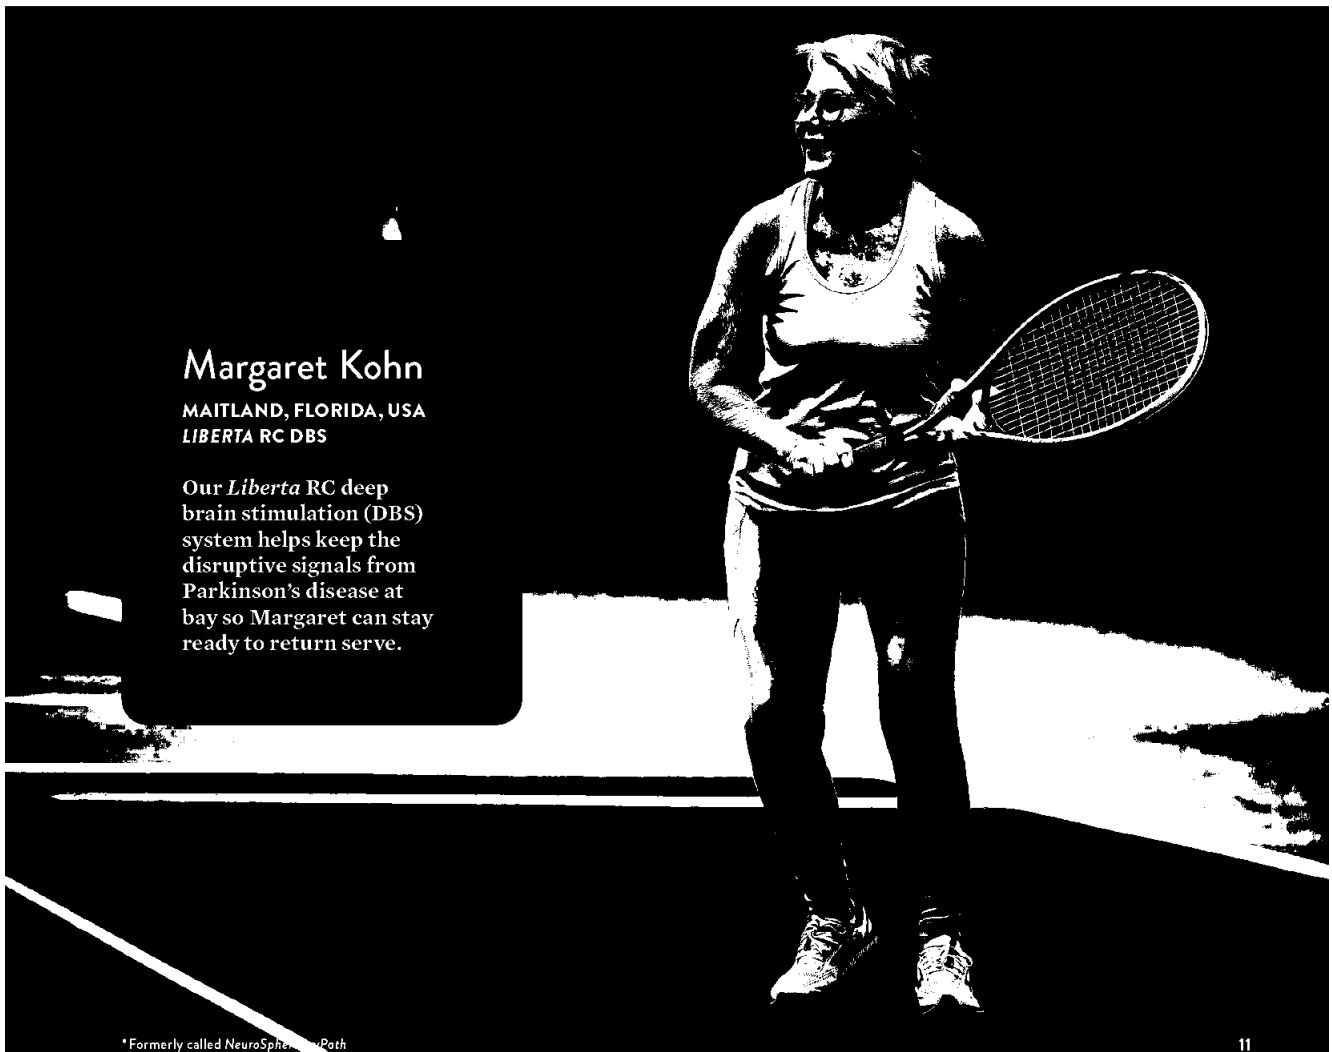 Margaret Kohn
MAITLAND, FLORIDA, USA
LIBERTA RC DBS
Our Liberta RC deep
brain stimulation (DBS)
system helps keep the
disruptive signals from
Parkinson’s disease at
bay so Margaret can stay
ready to return serve.
* Formerly called
11